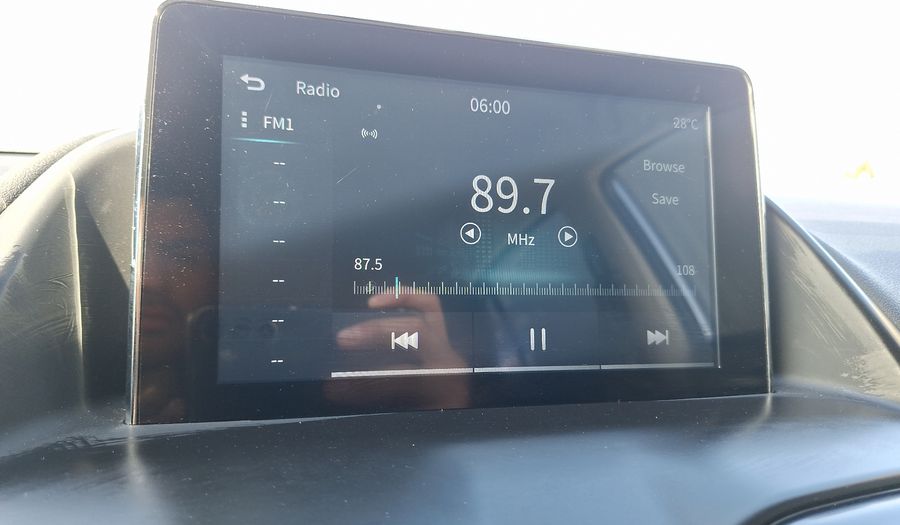 Radio
06:00
28°C
FM1
--
--
--
--
--
--
Browse
Save
89.7
MHz
87.5
108